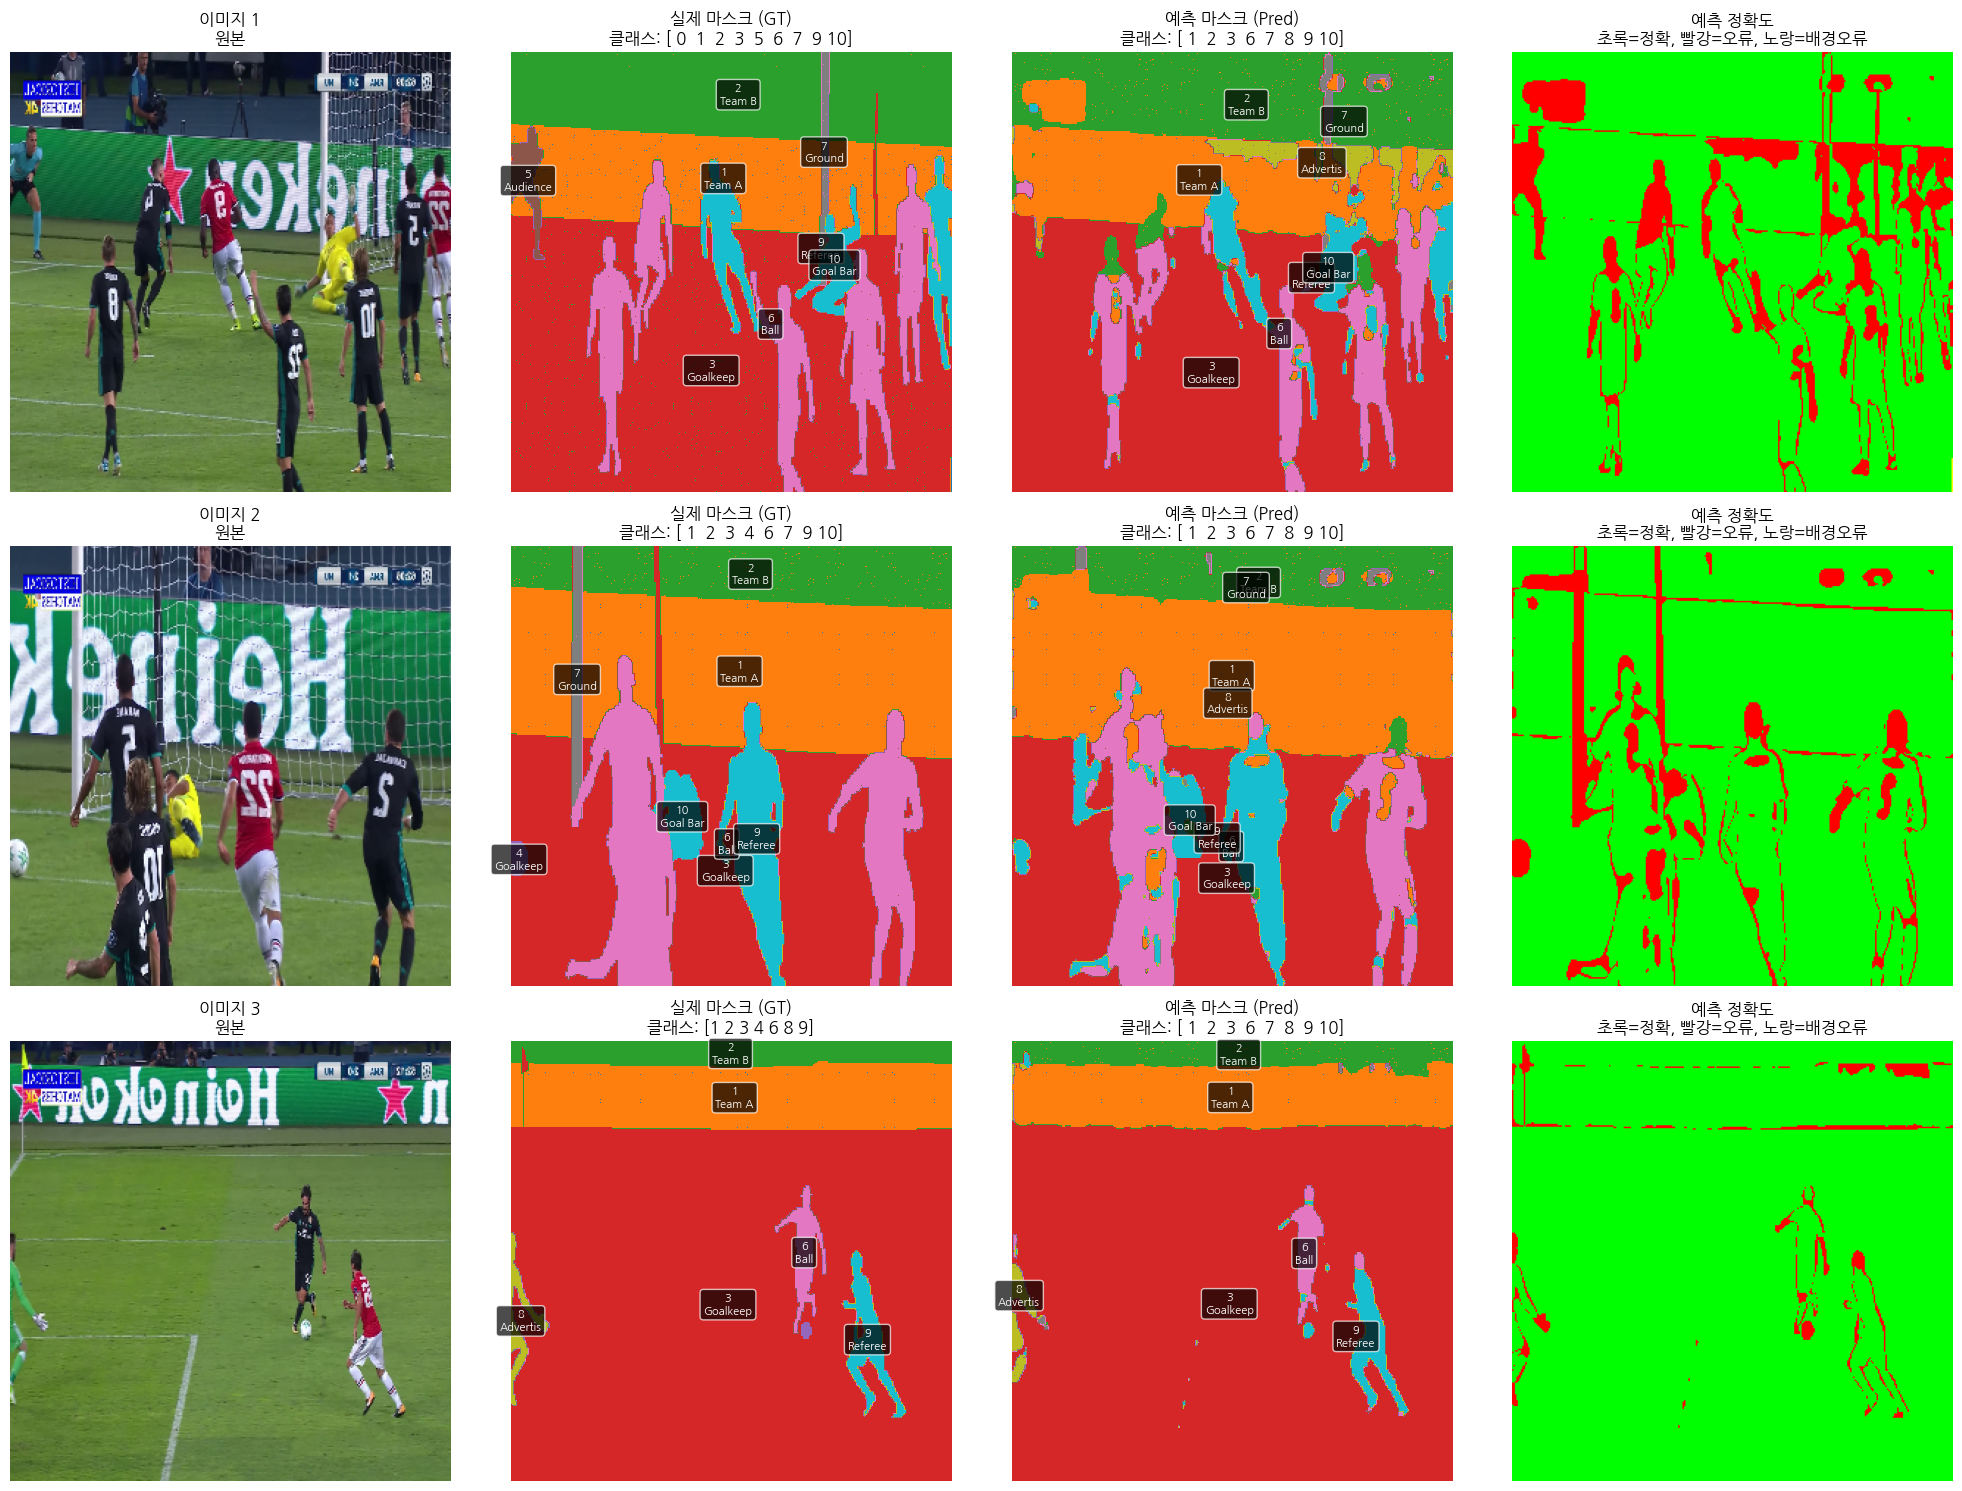 이미지 1
원본
실제 마스크 (GT)
클래스: [ 0 1 2 3 5 6 7 9 10]
예측 마스크 (Pred)
클래스: [ 1 2 3 6 7 8 9 10]
예측 정확도
초록=정확, 빨강=오류, 노랑=배경오류
2
Team B
7
Ground
5
Audience
1
Team A
9
Referee
10
Goal Bar
6
Ball
3
Goalkeep
2
Team B
7
Ground
8
Advertis
1
Team A
10
Goal Bar
Referee
6
Ball
3
Goalkeep
이미지 2
원본
실제 마스크 (GT)
클래스: [ 1 2 3 4 6 7 9 10]
예측 마스크 (Pred)
클래스: [ 1 2 3 6 7 8 9 10]
예측 정확도
초록=정확, 빨강=오류, 노랑=배경오류
Heinek
2
Team B
7
Ground
1
Team A
10
Goal Bar
6
Ball
9
Referee
4
Goalkeep
3
Goalkeep
7
Ground
2
B
1
Team A
8
Advertis
10
Goal Bar
9
Referee
6
Ball
3
Goalkeep
이미지 3
원본
실제 마스크 (GT)
클래스: [1 2 3 4 6 8 9]
예측 마스크 (Pred)
클래스: [ 1 2 3 6 7 8 9 10]
예측 정확도
초록=정확, 빨강=오류, 노랑=배경오류
2
Team B
1
Team A
6
Ball
3
Goalkeep
8
Advertis
9
Referee
2
Team B
1
Team A
6
Ball
3
Goalkeep
8
Advertis
9
Referee